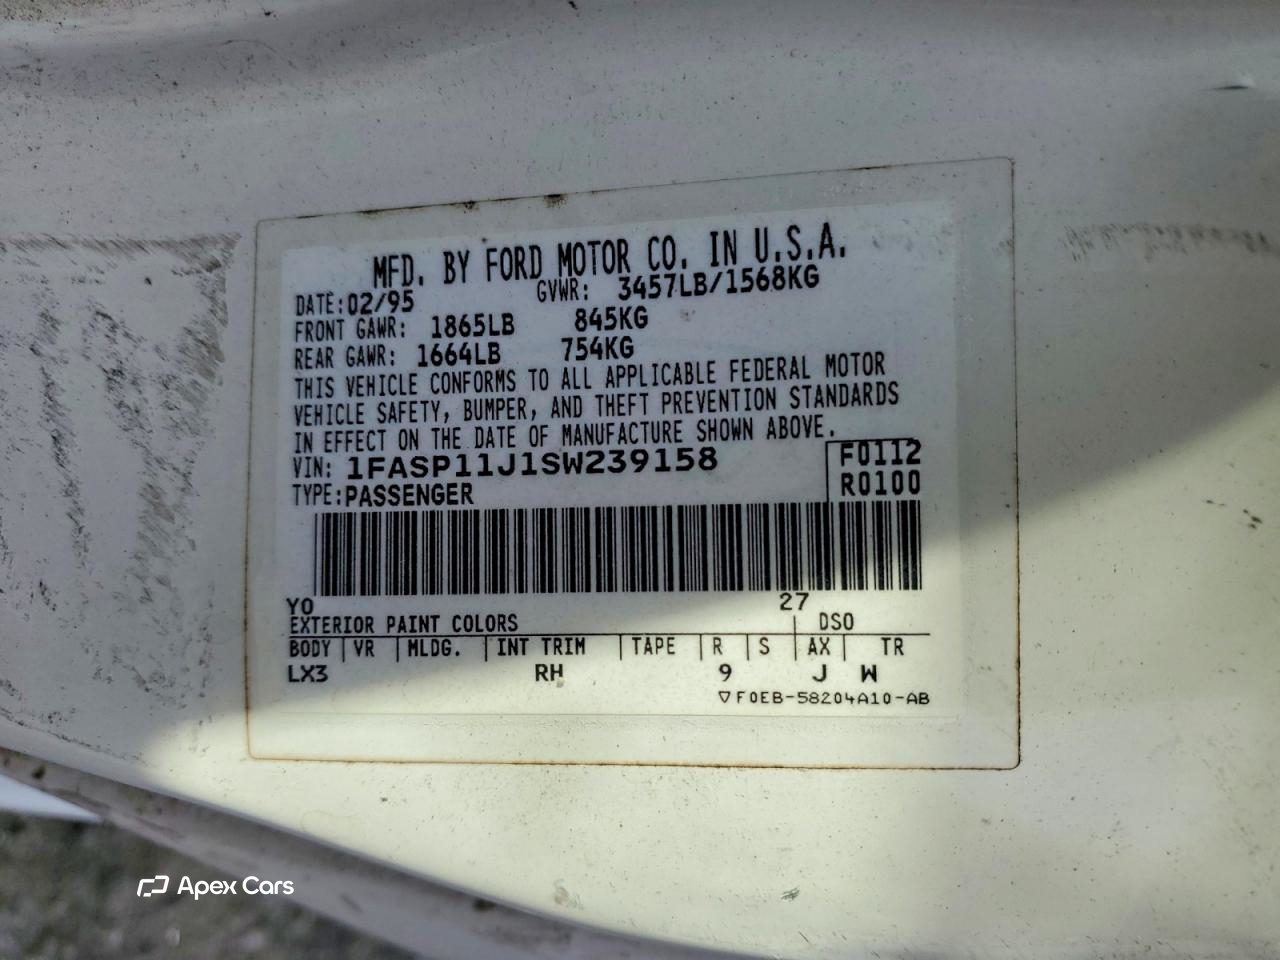 MFD. BY FORD MOTOR CO. IN U.S.A.
DATE: 02/95 GVWR: 3457LB/1568KG
FRONT GAWR: 1865LB 845KG
REAR GAWR: 1664LB 754KG
THIS VEHICLE CONFORMS TO ALL APPLICABLE FEDERAL MOTOR
VEHICLE SAFETY, BUMPER, AND THEFT PREVENTION STANDARDS
IN EFFECT ON THE DATE OF MANUFACTURE SHOWN ABOVE.
VIN: 1FASP11J1SW239158 F0112
TYPE: PASSENGER R0100
YO 27
EXTERIOR PAINT COLORS DSO
BODY VR MLDG. INT TRIM TAPE R S AX TR
LX3 RH 9 J W
▽F0EB-58204A10-AB
Apex Cars